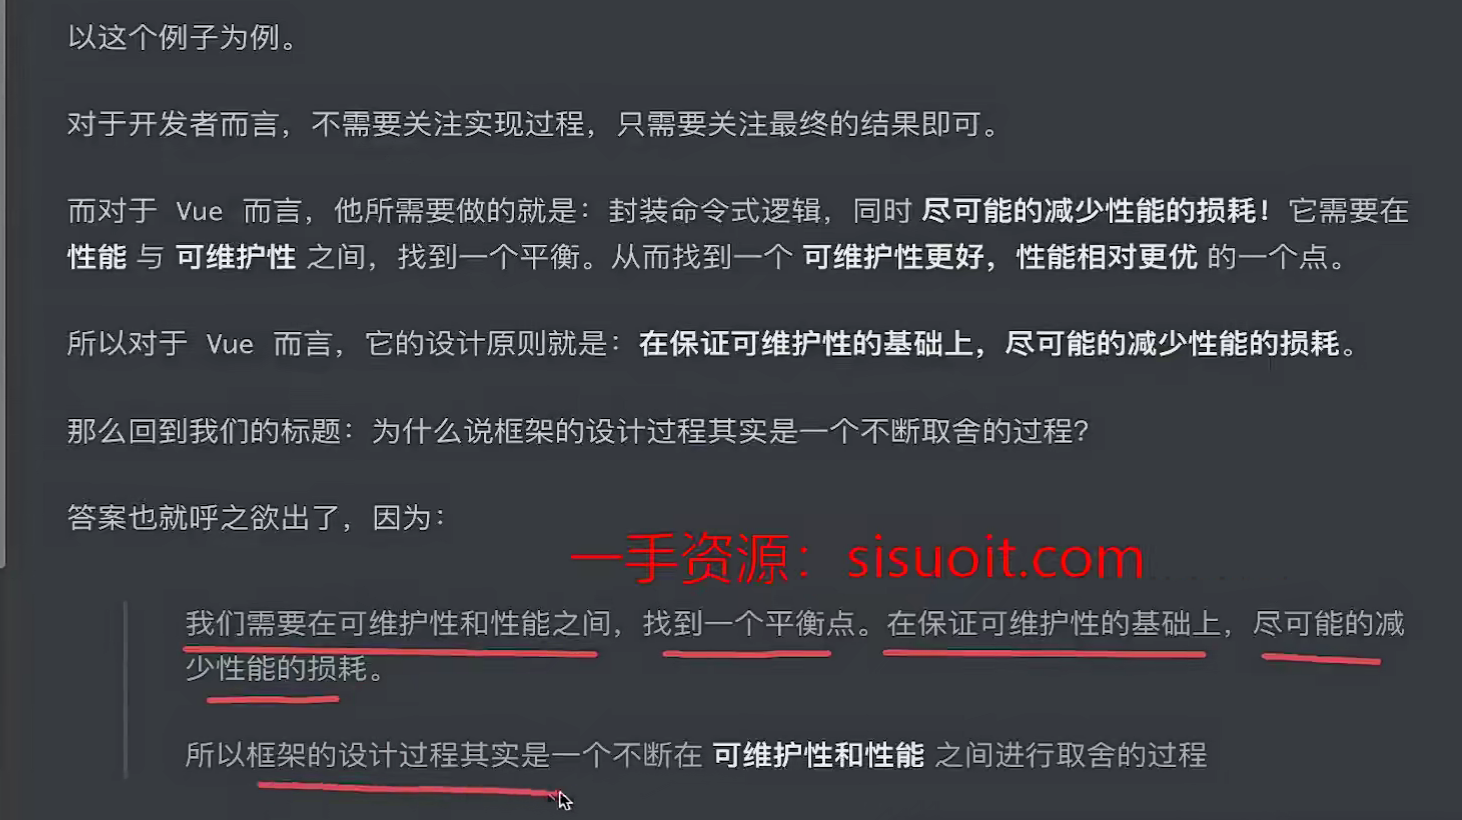 以这个例子为例。
对于开发者而言，不需要关注实现过程，只需要关注最终的结果即可。
而对于 Vue 而言，他所需要做的就是：封装命令式逻辑，同时 尽可能的减少性能的损耗！它需要在
性能 与 可维护性 之间，找到一个平衡。从而找到一个 可维护性更好，性能相对更优 的一个点。
所以对于 Vue 而言，它的设计原则就是：在保证可维护性的基础上，尽可能的减少性能的损耗。
那么回到我们的标题：为什么说框架的设计过程其实是一个不断取舍的过程？
答案也就呼之欲出了，因为：
一手资源：sisuoit.com
我们需要在可维护性和性能之间，找到一个平衡点。在保证可维护性的基础上，尽可能的减
少性能的损耗。
所以框架的设计过程其实是一个不断在 可维护性和性能 之间进行取舍的过程